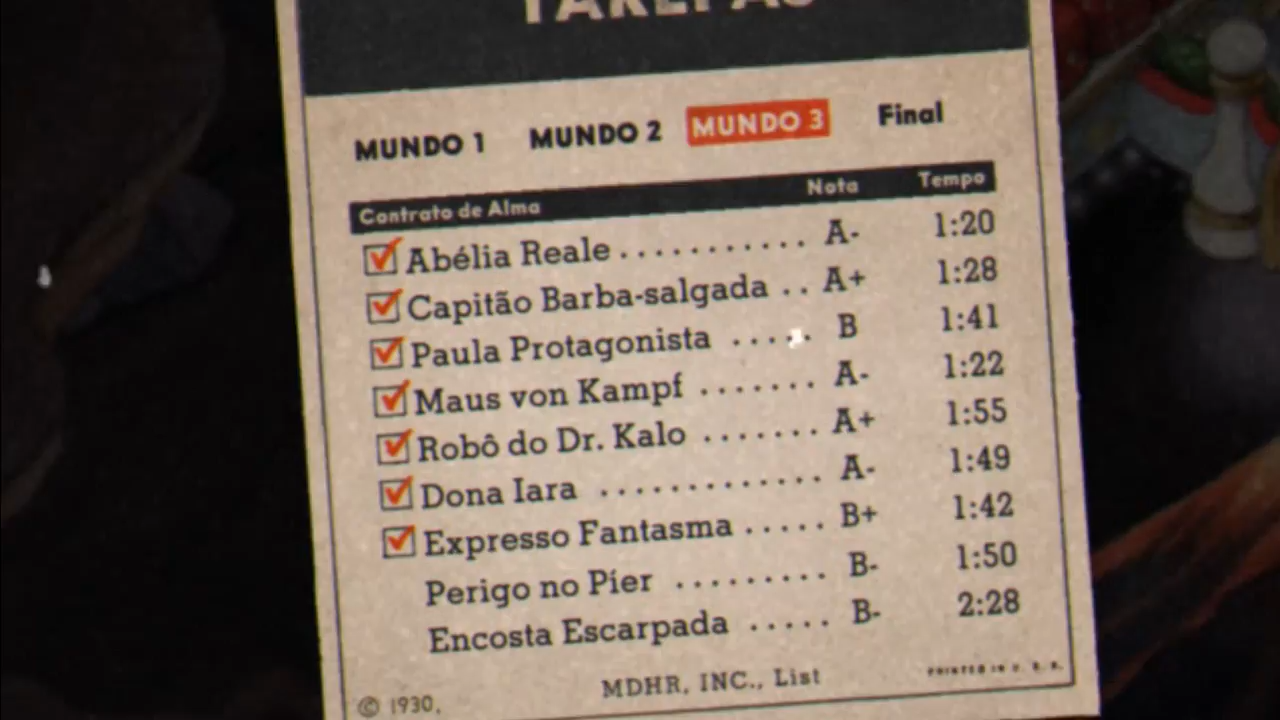 TAREFAS
MUNDO 1 MUNDO 2 MUNDO 3 Final
Contrato de Alma Nota Tempo
Abélia Reale ........... A- 1:20
Capitão Barba-salgada .. A+ 1:28
Paula Protagonista ..... B 1:41
Maus von Kampf ....... A- 1:22
Robô do Dr. Kalo ....... A+ 1:55
Dona Iara ............. A- 1:49
Expresso Fantasma ..... B+ 1:42
Perigo no Píer ......... B- 1:50
Encosta Escarpada ..... B- 2:28
© 1930, MDHR, INC., List PRINTED IN U. S. A.